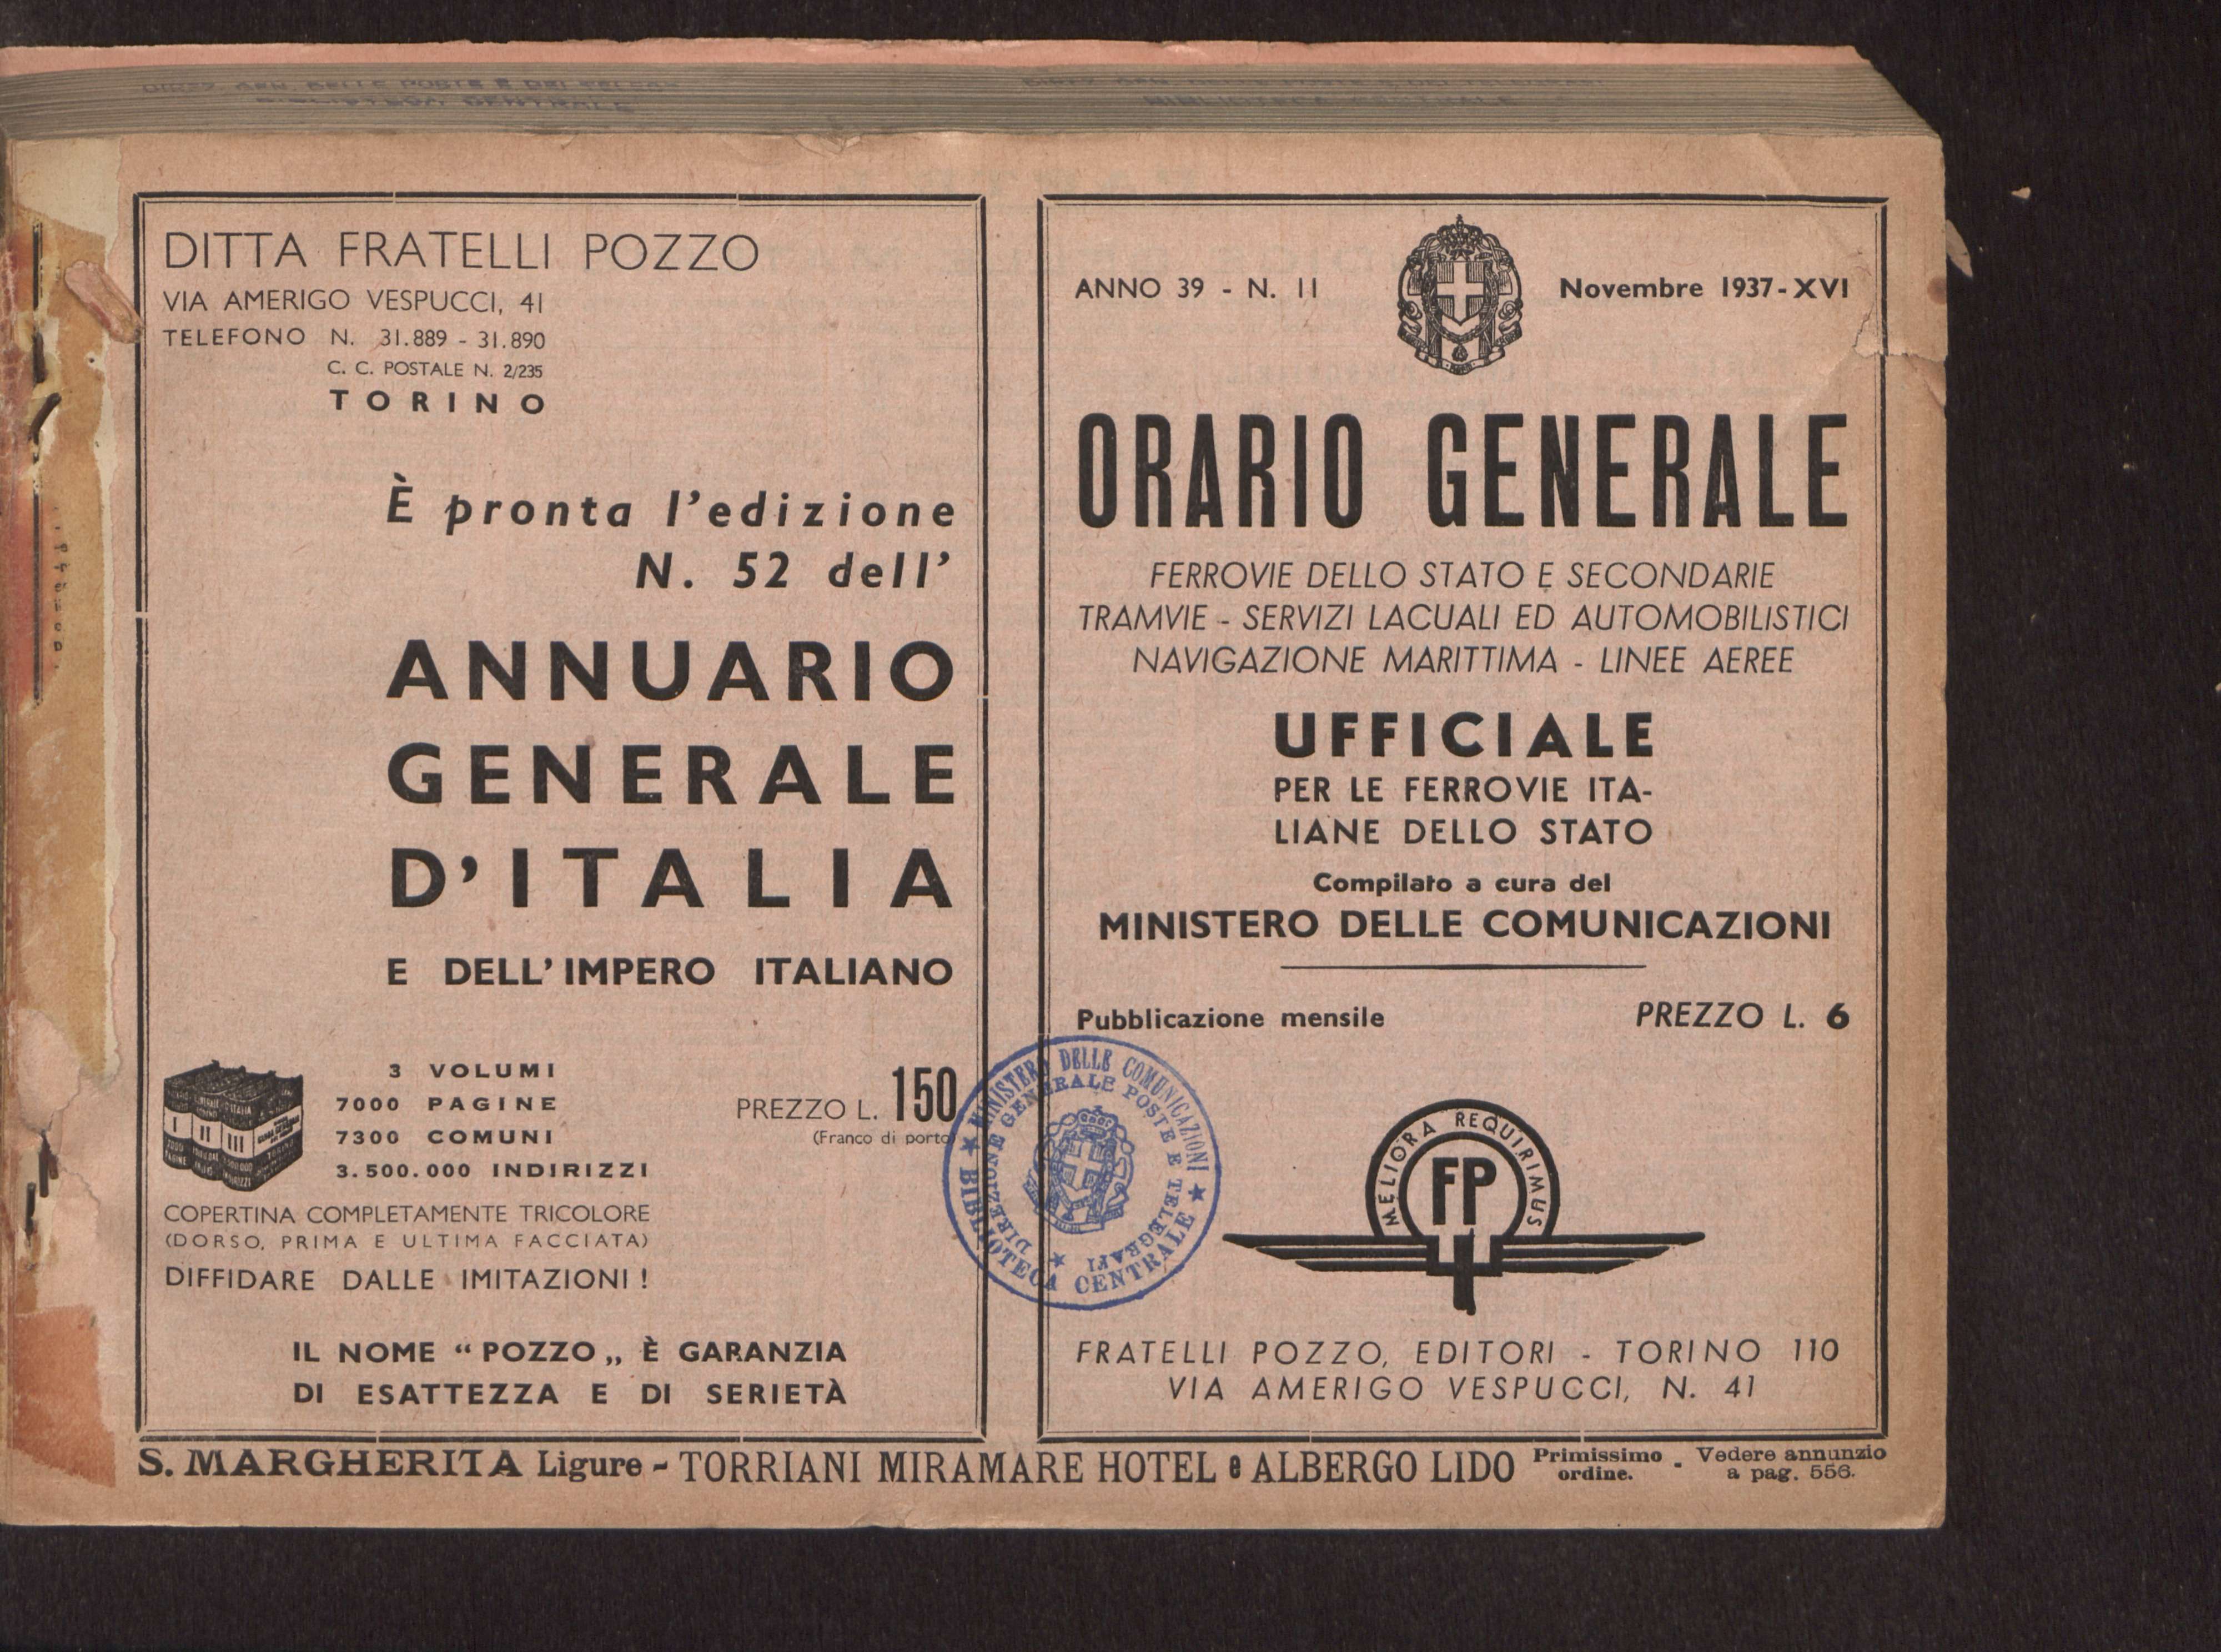 DITTA FRATELLI POZZO
VIA AMERIGO VESPUCCI, 41
TELEFONO N. 31.889 - 31.890
C. C. POSTALE N. 2/235
TORINO
È pronta l'edizione
N. 52 dell'
ANNUARIO
GENERALE
D'ITALIA
E DELL'IMPERO ITALIANO
3 VOLUMI
7000 PAGINE
7300 COMUNI
3.500.000 INDIRIZZI
PREZZO L. 150
(Franco di porto)
I II III
COPERTINA COMPLETAMENTE TRICOLORE
(DORSO, PRIMA E ULTIMA FACCIATA)
DIFFIDARE DALLE IMITAZIONI !
IL NOME “ POZZO „ È GARANZIA
DI ESATTEZZA E DI SERIETÀ
ANNO 39 - N. 11
Novembre 1937-XVI
ORARIO GENERALE
FERROVIE DELLO STATO E SECONDARIE
TRAMVIE - SERVIZI LACUALI ED AUTOMOBILISTICI
NAVIGAZIONE MARITTIMA - LINEE AEREE
UFFICIALE
PER LE FERROVIE ITA-
LIANE DELLO STATO
Compilato a cura del
MINISTERO DELLE COMUNICAZIONI
Pubblicazione mensile
PREZZO L. 6
★ MINISTERO DELLE COMUNICAZIONI ★
BIBLIOTECA CENTRALE
DIREZIONE GENERALE POSTE E TELEGRAFI ★
MELIORA REQUIRIMUS
FP
FRATELLI POZZO, EDITORI - TORINO 110
VIA AMERIGO VESPUCCI, N. 41
S. MARGHERITA Ligure - TORRIANI MIRAMARE HOTEL e ALBERGO LIDO Primissimo ordine. - Vedere annunzio a pag. 556.